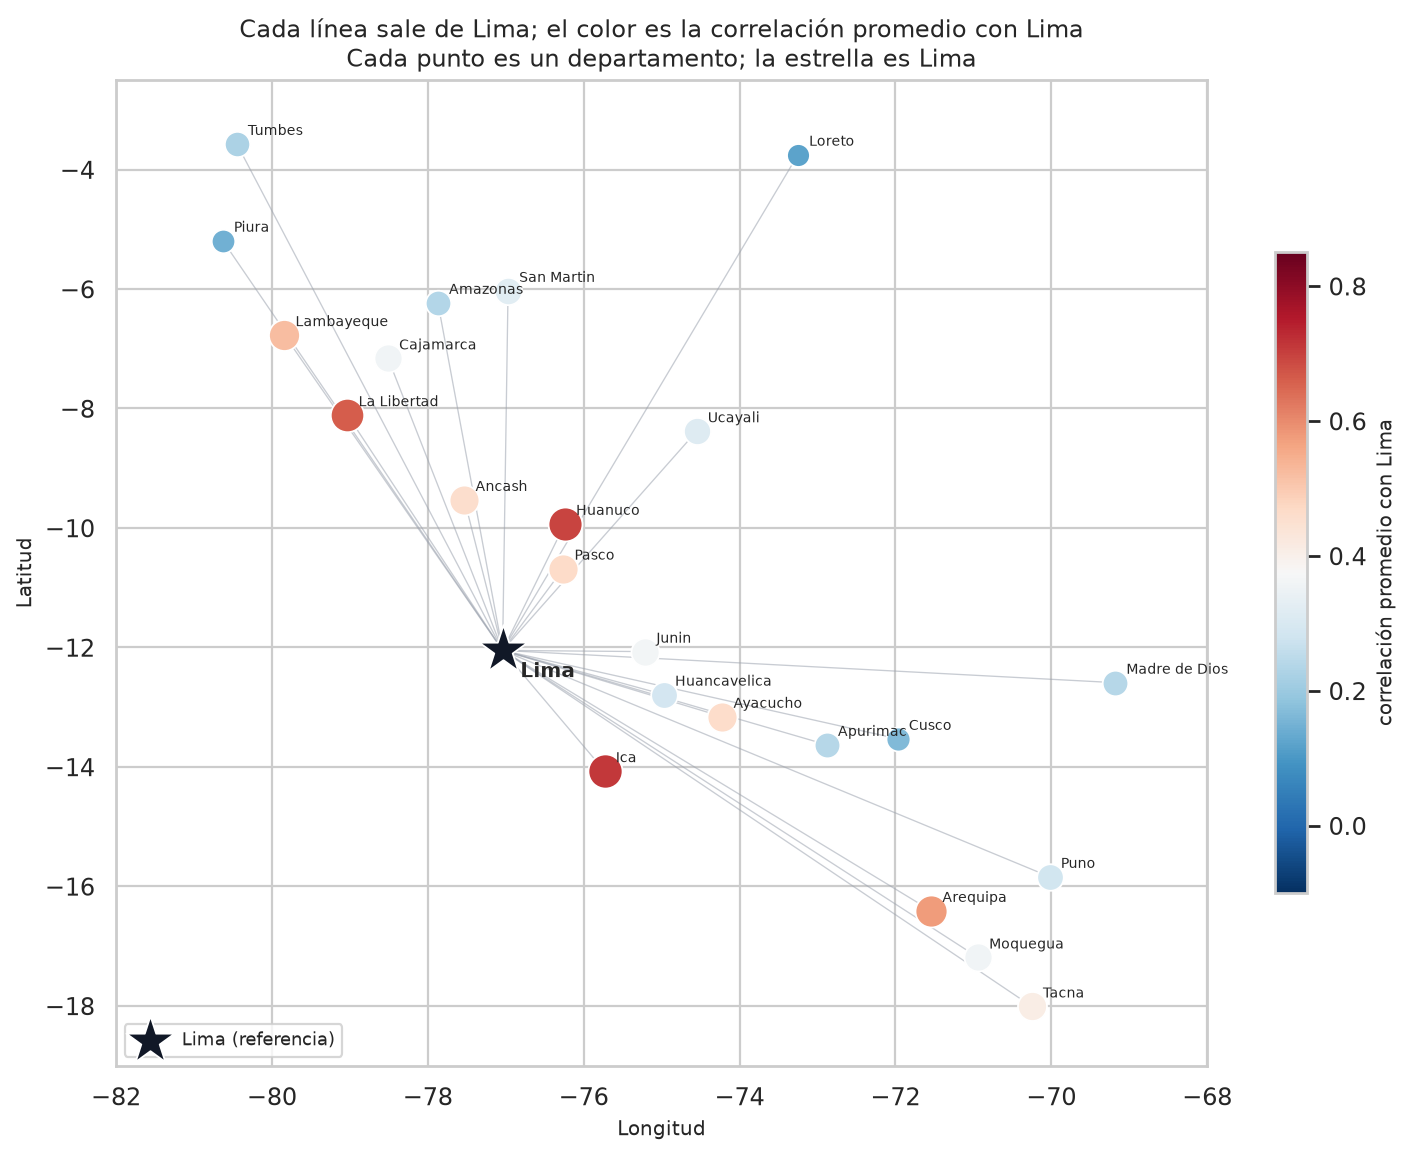 Cada línea sale de Lima; el color es la correlación promedio con Lima
Cada punto es un departamento; la estrella es Lima
Tumbes
Loreto
Piura
San Martin
Amazonas
Lambayeque
Cajamarca
La Libertad
Ucayali
Ancash
Huanuco
Pasco
Junin
Lima
Madre de Dios
Huancavelica
Ayacucho
Apurimac
Cusco
Ica
Puno
Arequipa
Moquegua
Tacna
Lima (referencia)
−4
−6
−8
−10
−12
−14
−16
−18
Latitud
−82
−80
−78
−76
−74
−72
−70
−68
Longitud
0.8
0.6
0.4
0.2
0.0
correlación promedio con Lima